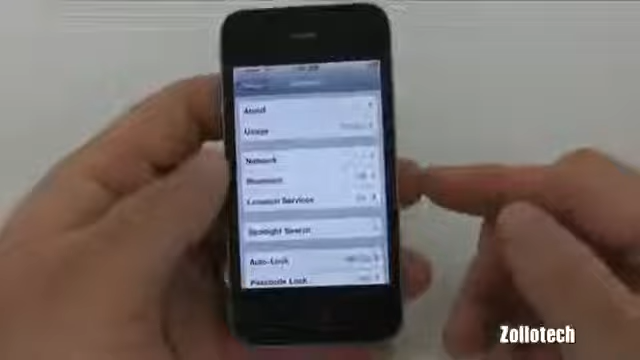 About
Usage
Network
Bluetooth
Location Services
Spotlight Search
Auto-Lock
Passcode Lock
Zollotech